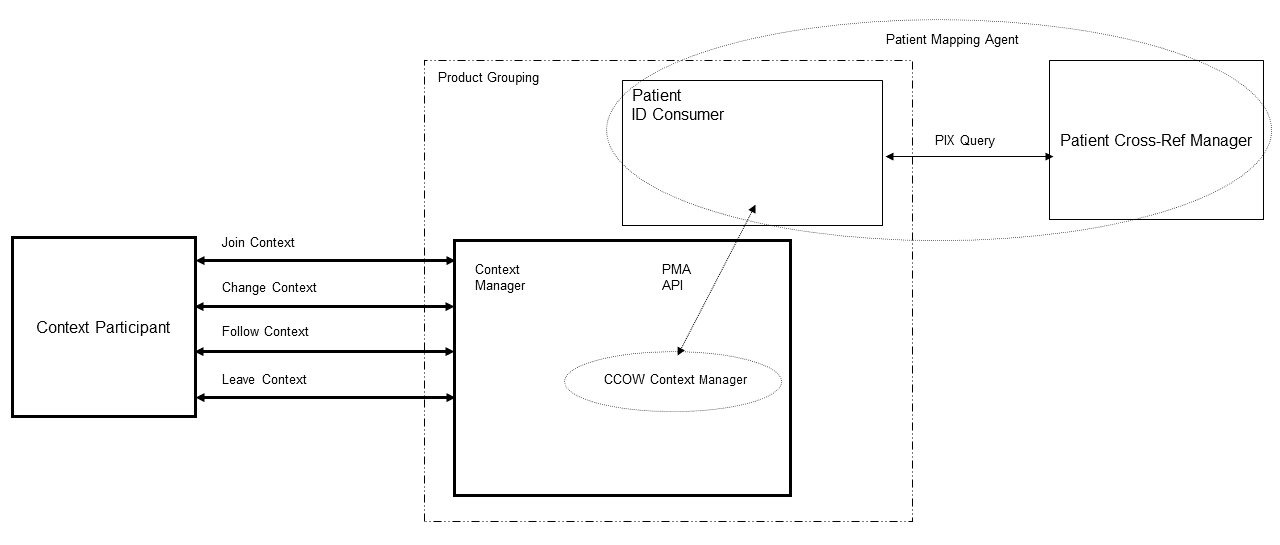 Patient Mapping Agent
Product Grouping
Patient
ID Consumer
PIX Query
Patient Cross-Ref Manager
Join Context
Change Context
Follow Context
Leave Context
Context Participant
Context
Manager
PMA
API
CCOW Context Manager